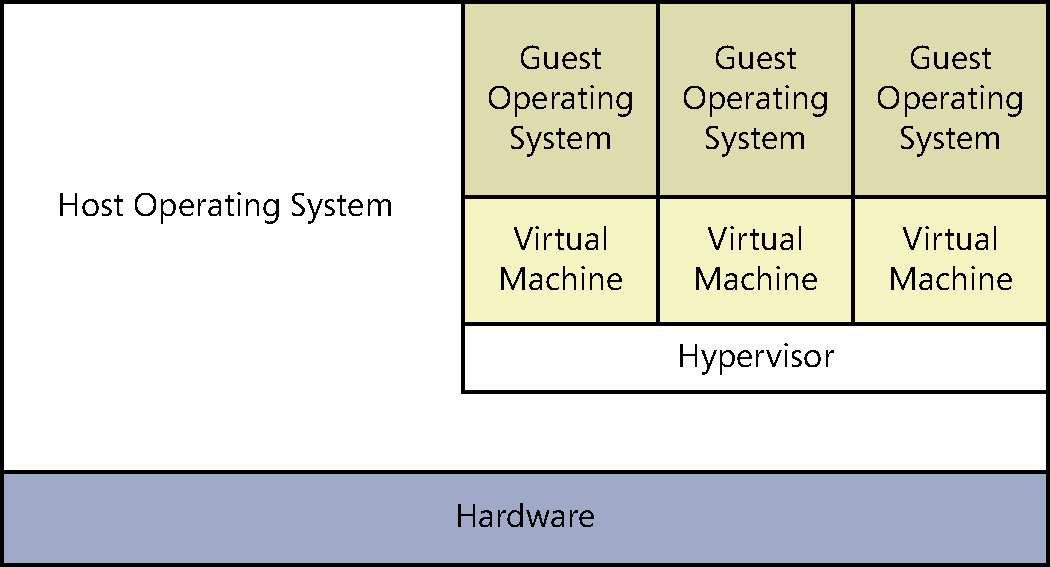 Guest
Operating
System
Guest
Operating
System
Guest
Operating
System
Host Operating System
Virtual
Machine
Virtual
Machine
Virtual
Machine
Hypervisor
Hardware